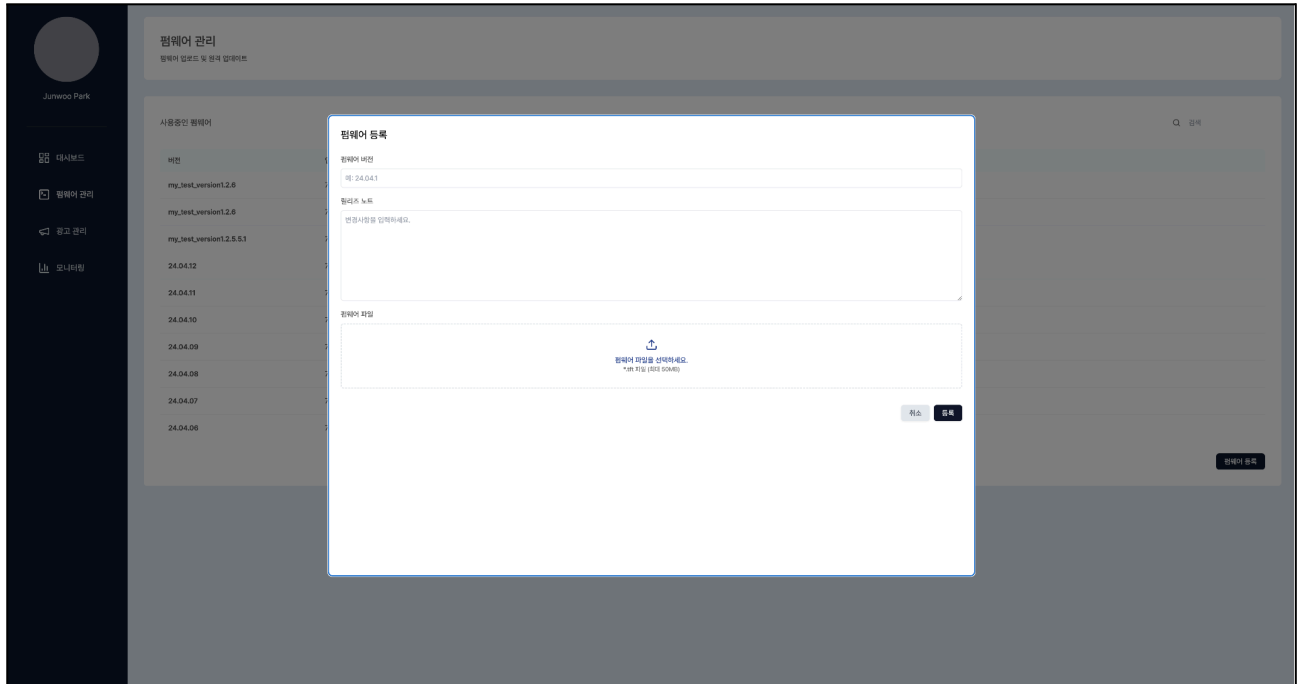 Junwoo Park
대시보드
펌웨어 관리
광고 관리
모니터링
펌웨어 관리
펌웨어 업로드 및 원격 업데이트
사용중인 펌웨어
검색
버전
my_test_version1.2.6
my_test_version1.2.6
my_test_version1.2.5.5.1
24.04.12
24.04.11
24.04.10
24.04.09
24.04.08
24.04.07
24.04.06
펌웨어 등록
펌웨어 등록
펌웨어 버전
예: 24.04.1
릴리즈 노트
변경사항을 입력하세요.
펌웨어 파일
펌웨어 파일을 선택하세요.
*.tft 파일 (최대 50MB)
취소
등록